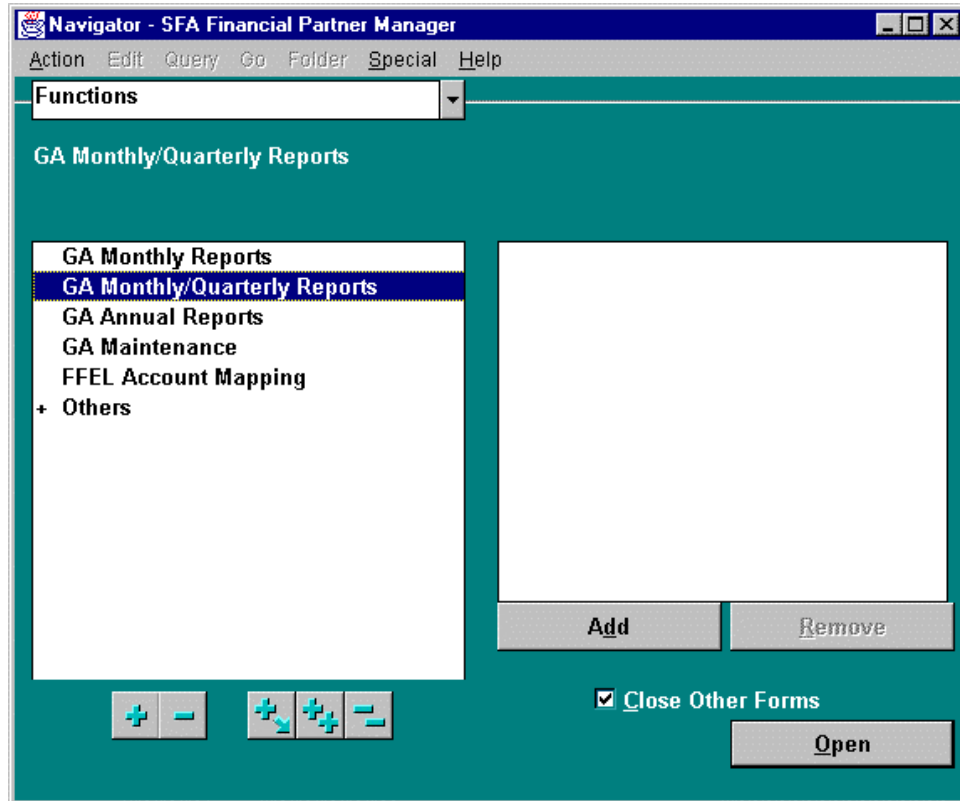 Navigator - SFA Financial Partner Manager
Action Edit Query Go Folder Special Help
Functions
GA Monthly/Quarterly Reports
GA Monthly Reports
GA Monthly/Quarterly Reports
GA Annual Reports
GA Maintenance
FFEL Account Mapping
+ Others
Add Remove
Close Other Forms
Open